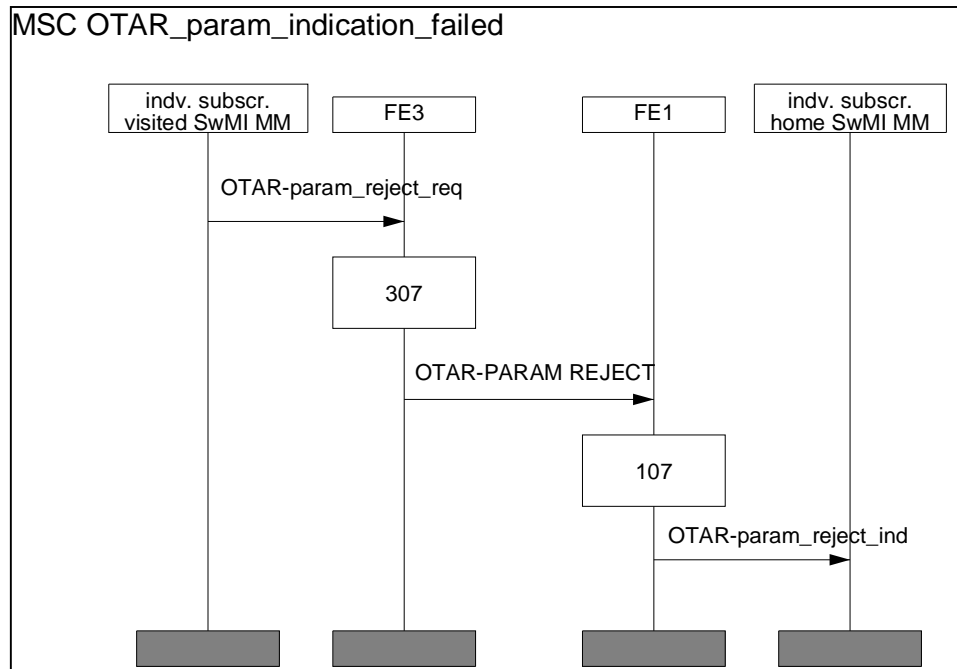 MSC OTAR_param_indication_failed
indv. subscr.
visited SwMI MM
FE3
FE1
indv. subscr.
home SwMI MM
OTAR-param_reject_req
307
OTAR-PARAM REJECT
107
OTAR-param_reject_ind